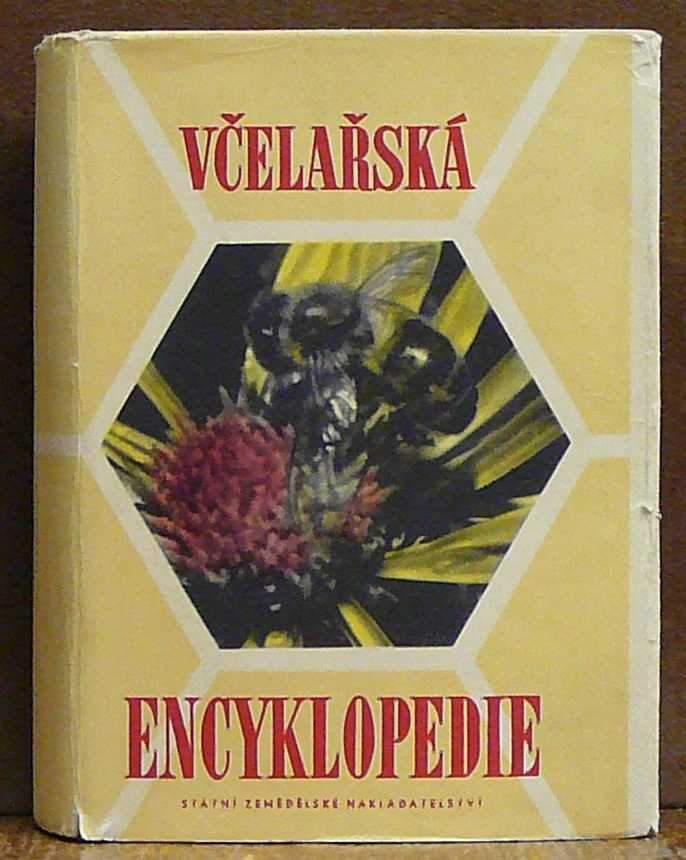 VČELAŘSKÁ
ENCYKLOPEDIE
STÁTNÍ ZEMĚDĚLSKÉ NAKLADATELSTVÍ